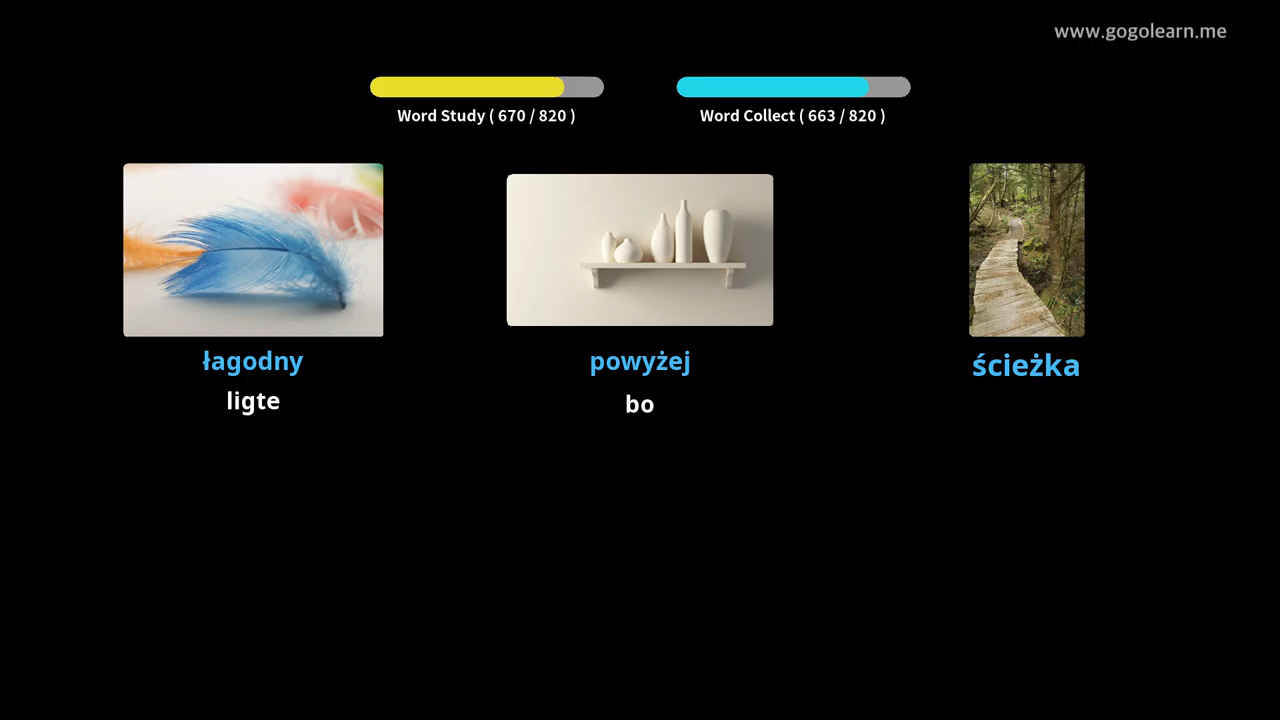 www.gogolearn.me
Word Study ( 670 / 820 )
Word Collect ( 663 / 820 )
łagodny
ligte
powyżej
bo
ścieżka